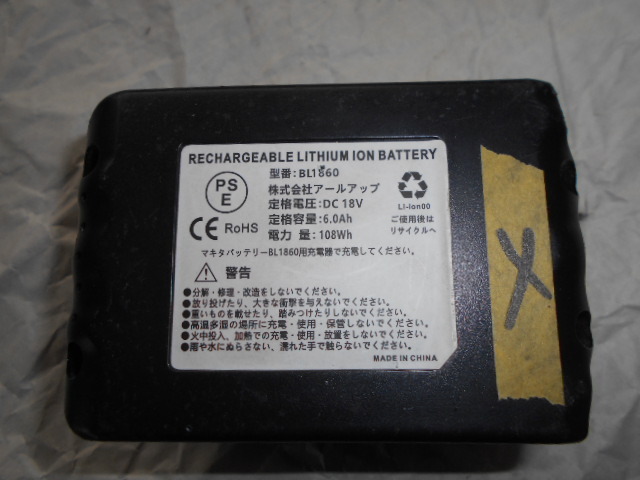 RECHARGEABLE LITHIUM ION BATTERY
PS
E
型番:BL1860
株式会社アールアップ
定格電圧:DC 18V
定格容量:6.0Ah
電力 量: 108Wh
CE RoHS
Li-ion00
ご使用後は
リサイクルへ
マキタバッテリーBL1860用充電器で充電してください。
警告
●分解・修理・改造をしないでください。
●放り投げたり、大きな衝撃を与えないでください。
●重いものを載せたり、踏みつけたりしないでください。
●高温多湿の場所に充電・使用・保管しないでください。
●火中投入、加熱での充電・使用・放置をしないでください。
●雨や水にぬらさない、濡れた手で触らないでください。
MADE IN CHINA
X